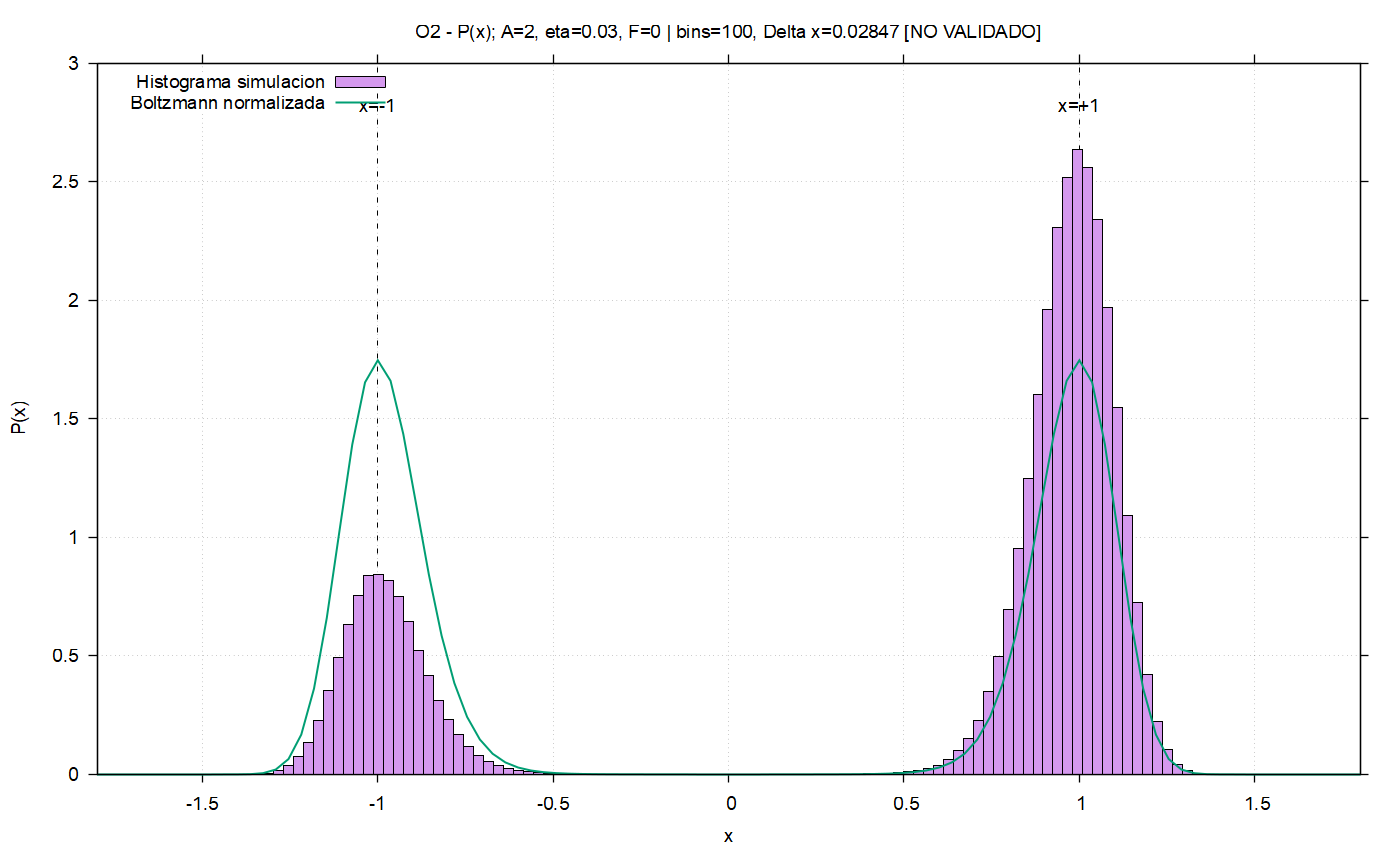 O2 - P(x); A=2, eta=0.03, F=0 | bins=100, Delta x=0.02847 [NO VALIDADO]
Histograma simulacion
Boltzmann normalizada
x=-1
x=+1
3
2.5
2
1.5
1
0.5
0
P(x)
-1.5
-1
-0.5
0
0.5
1
1.5
x